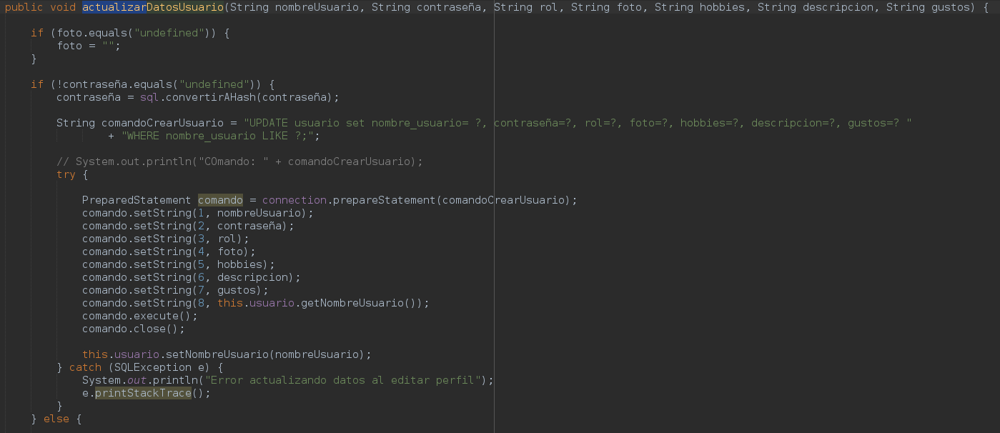 public void actualizarDatosUsuario(String nombreUsuario, String contraseña, String rol, String foto, String hobbies, String descripcion, String gustos) {
if (foto.equals("undefined")) {
foto = "";
}
if (!contraseña.equals("undefined")) {
contraseña = sql.convertirAHash(contraseña);
String comandoCrearUsuario = "UPDATE usuario set nombre_usuario= ?, contraseña=?, rol=?, foto=?, hobbies=?, descripcion=?, gustos=? "
+ "WHERE nombre_usuario LIKE ?;";
// System.out.println("COmando: " + comandoCrearUsuario);
try {
PreparedStatement comando = connection.prepareStatement(comandoCrearUsuario);
comando.setString(1, nombreUsuario);
comando.setString(2, contraseña);
comando.setString(3, rol);
comando.setString(4, foto);
comando.setString(5, hobbies);
comando.setString(6, descripcion);
comando.setString(7, gustos);
comando.setString(8, this.usuario.getNombreUsuario());
comando.execute();
comando.close();
this.usuario.setNombreUsuario(nombreUsuario);
} catch (SQLException e) {
System.out.println("Error actualizando datos al editar perfil");
e.printStackTrace();
}
} else {